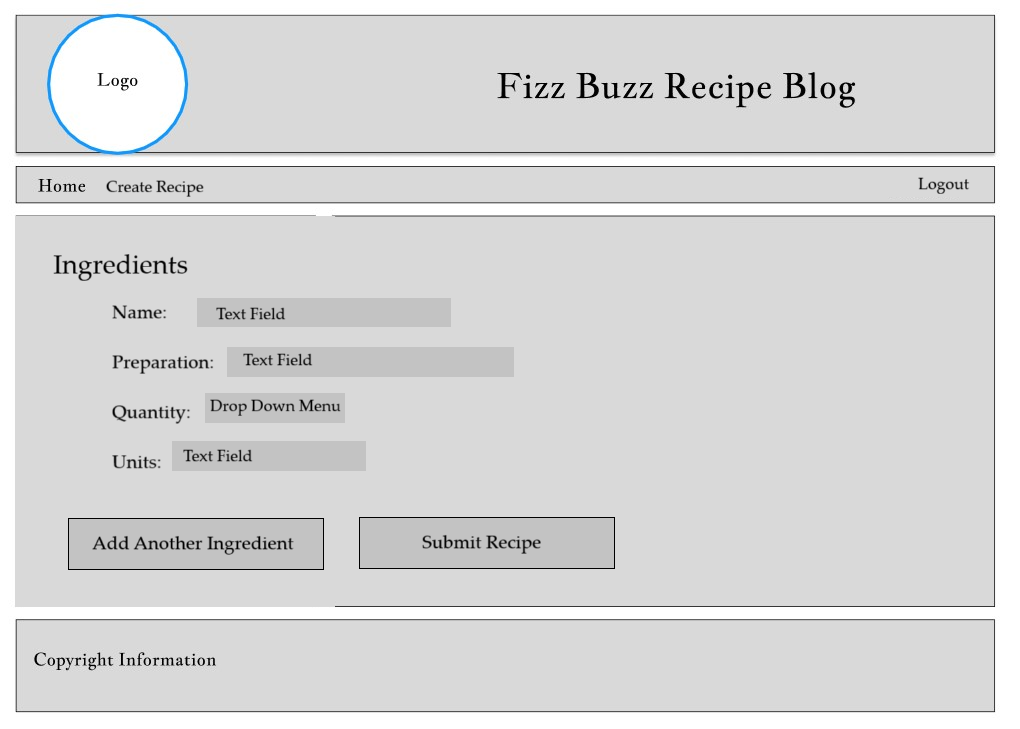 Logo
Fizz Buzz Recipe Blog
Home Create Recipe Logout
Ingredients
Name: Text Field
Preparation: Text Field
Quantity: Drop Down Menu
Units: Text Field
Add Another Ingredient Submit Recipe
Copyright Information